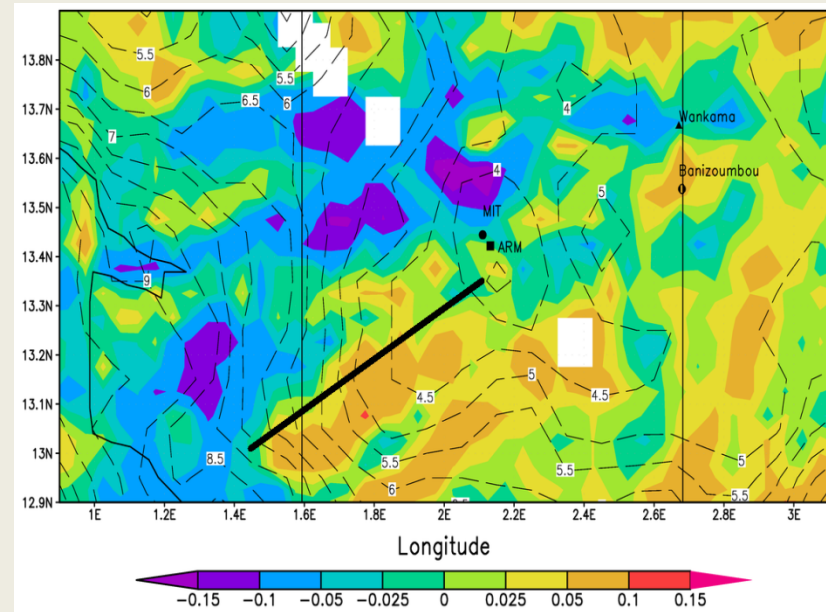 13.8N
13.7N
13.6N
13.5N
13.4N
13.3N
13.2N
13.1N
13N
12.9N
5.5
5.5
6
6.5
6
7
4
Wankama
4
5
Banizoumbou
MIT
ARM
9
5
4.5
4.5
8.5
5.5
5.5
5
6
5.5
1E
1.2E
1.4E
1.6E
1.8E
2E
2.2E
2.4E
2.6E
2.8E
3E
Longitude
-0.15
-0.1
-0.05
-0.025
0
0.025
0.05
0.1
0.15